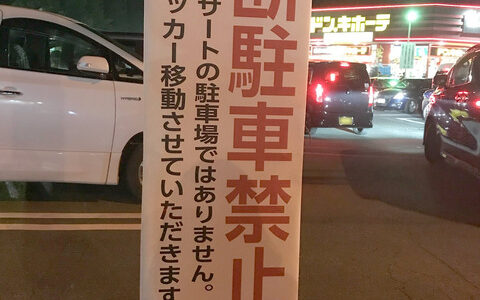 断駐車禁止
サートの駐車場ではありません。
ッカー移動させていただきます
ドンキホーテ